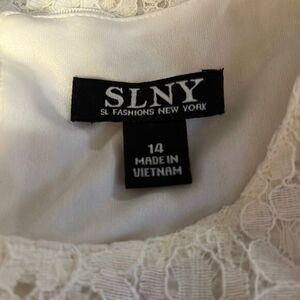 SLNY
SL FASHIONS NEW YORK
14
MADE IN
VIETNAM